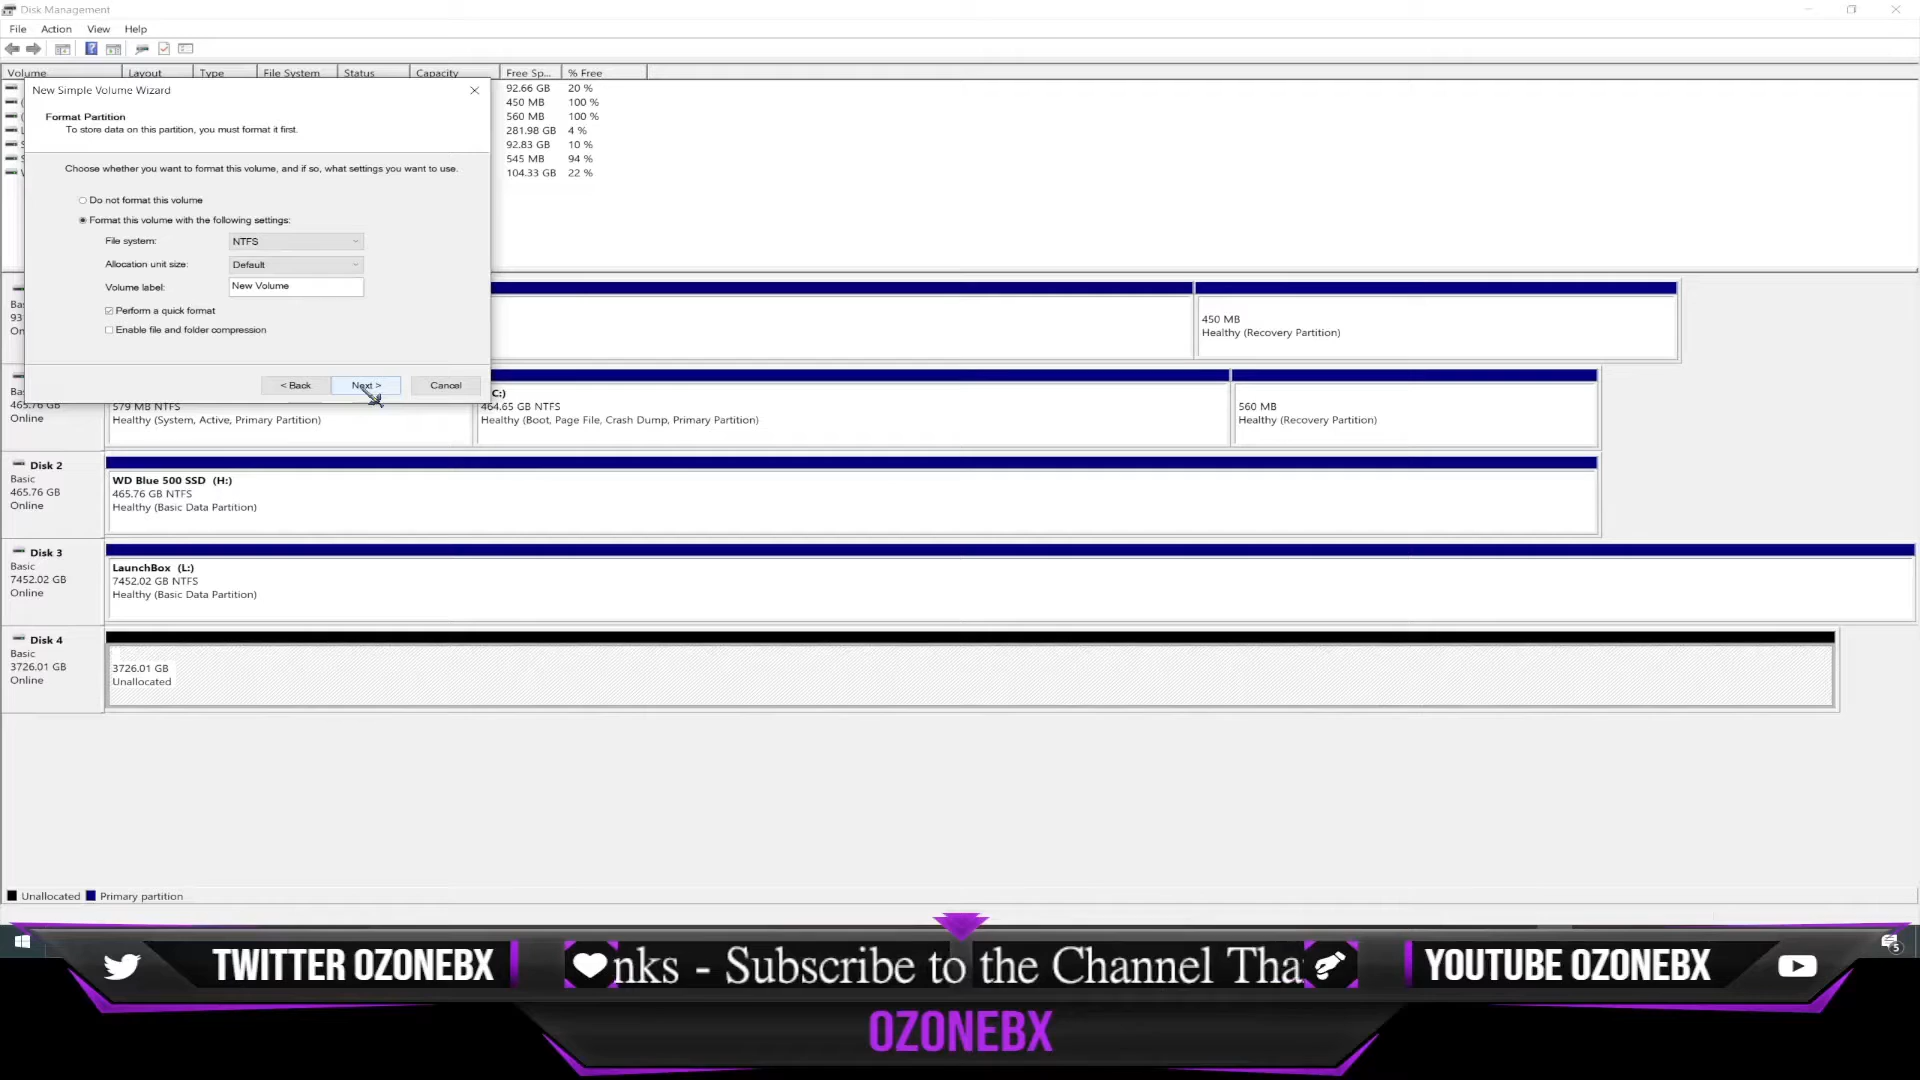 Disk Management
File Action View Help
Volume Layout Type File System Status Capacity Free Sp... % Free
92.66 GB 20 %
450 MB 100 %
560 MB 100 %
281.98 GB 4 %
92.83 GB 10 %
545 MB 94 %
104.33 GB 22 %
New Simple Volume Wizard
Format Partition
To store data on this partition, you must format it first.
Choose whether you want to format this volume, and if so, what settings you want to use.
Do not format this volume
Format this volume with the following settings:
File system: NTFS
Allocation unit size: Default
Volume label: New Volume
Perform a quick format
Enable file and folder compression
< Back Next > Cancel
450 MB
Healthy (Recovery Partition)
465.76 GB
Online
579 MB NTFS
Healthy (System, Active, Primary Partition)
C:)
464.65 GB NTFS
Healthy (Boot, Page File, Crash Dump, Primary Partition)
560 MB
Healthy (Recovery Partition)
Disk 2
Basic
465.76 GB
Online
WD Blue 500 SSD (H:)
465.76 GB NTFS
Healthy (Basic Data Partition)
Disk 3
Basic
7452.02 GB
Online
LaunchBox (L:)
7452.02 GB NTFS
Healthy (Basic Data Partition)
Disk 4
Basic
3726.01 GB
Online
3726.01 GB
Unallocated
Unallocated Primary partition
5
TWITTER OZONEBX
nks - Subscribe to the Channel Tha
YOUTUBE OZONEBX
OZONEBX